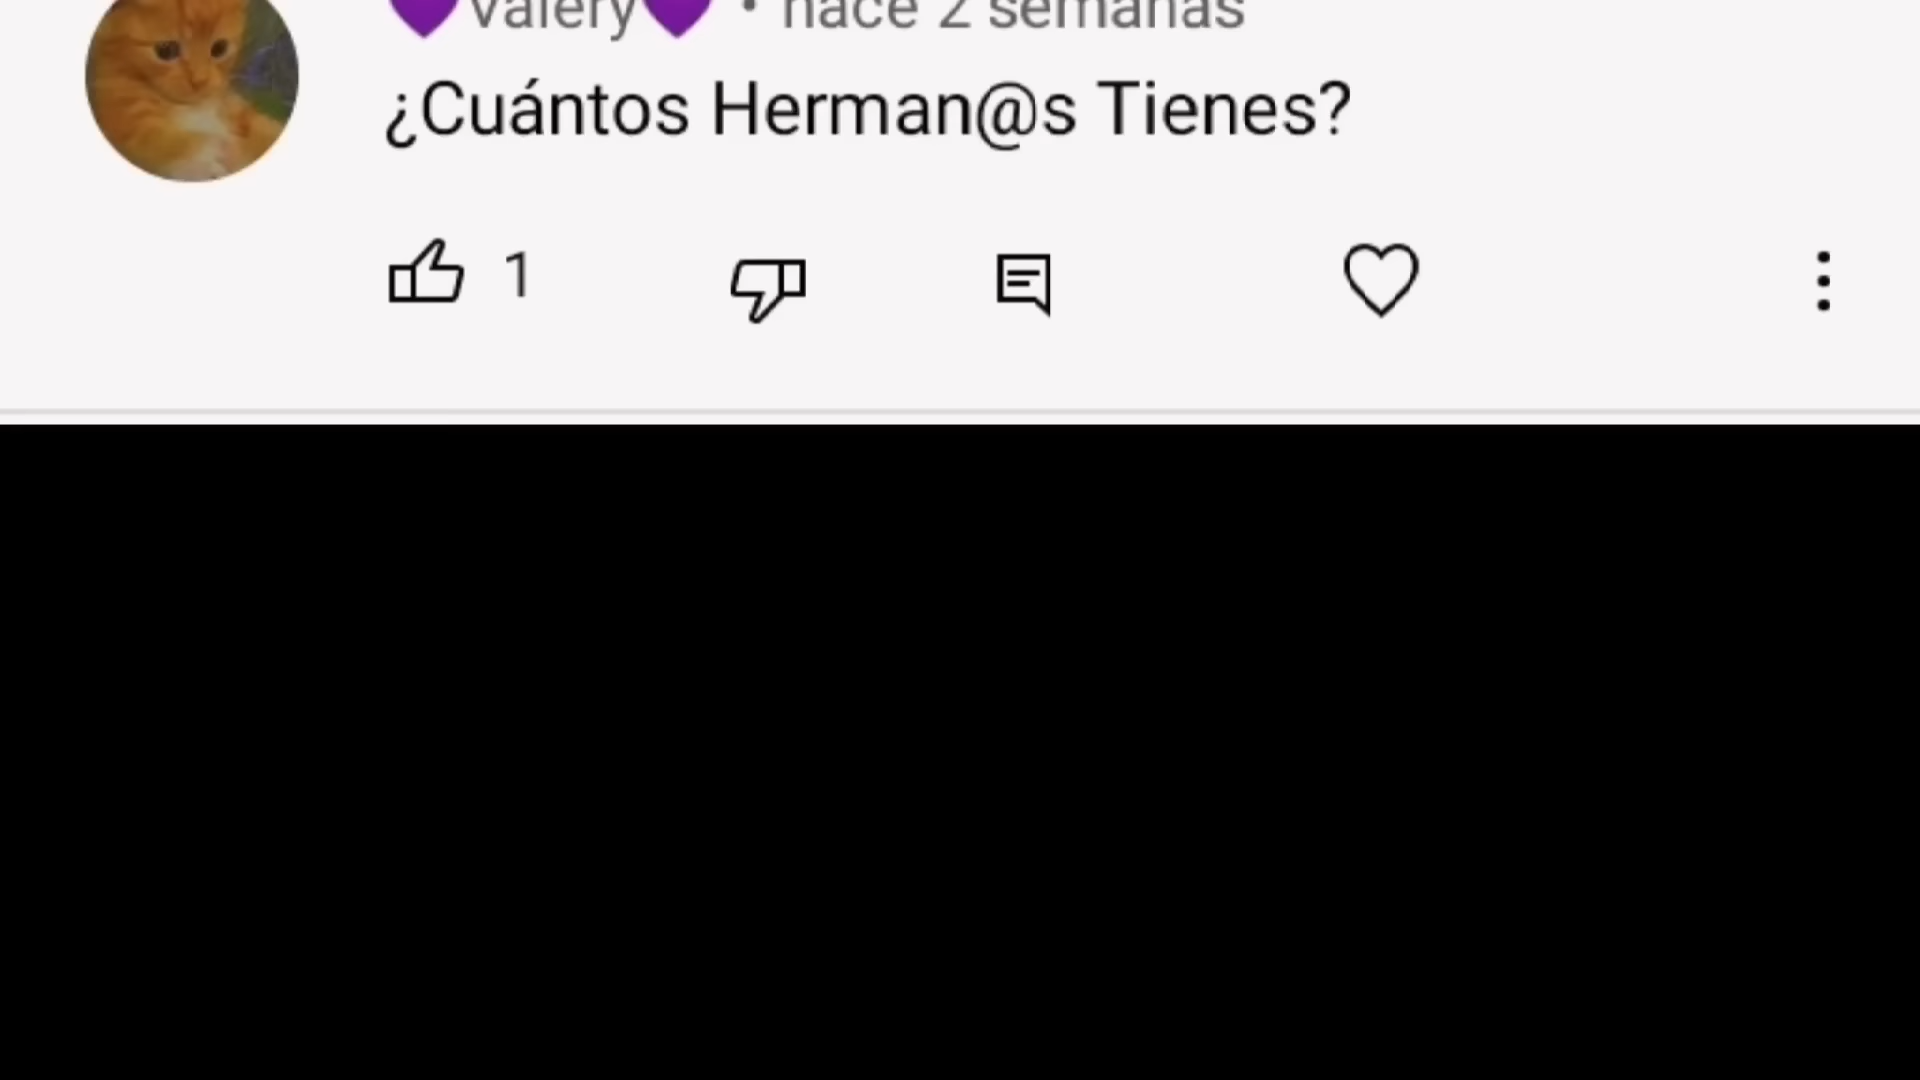 💜Valery💜 • hace 2 semanas
¿Cuántos Herman@s Tienes?
1